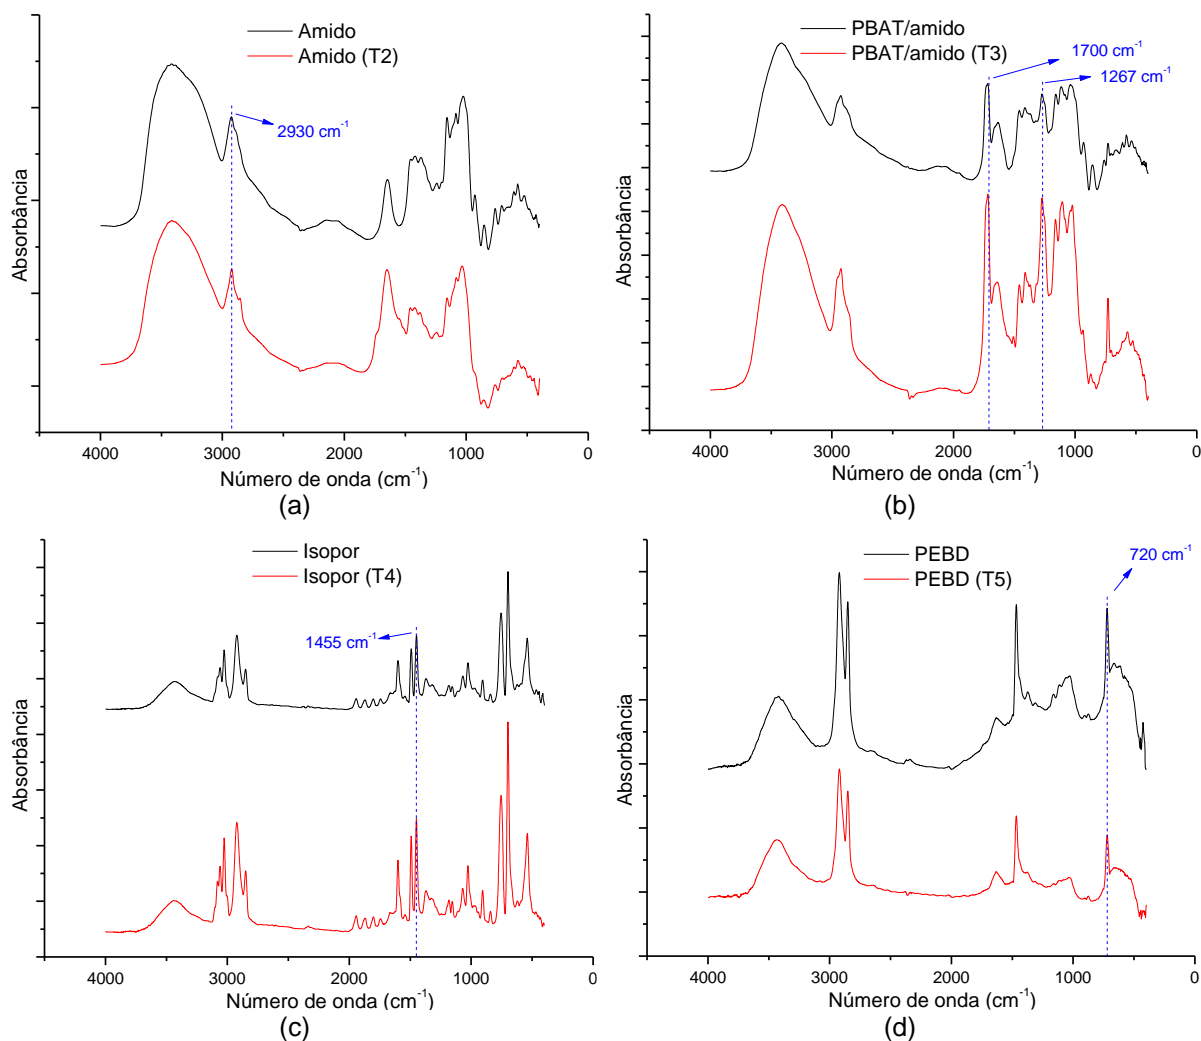 Amido
Amido (T2)
2930 cm⁻¹
Absorbância
4000 3000 2000 1000 0
Número de onda (cm⁻¹)
(a)
PBAT/amido
PBAT/amido (T3)
1700 cm⁻¹
1267 cm⁻¹
Absorbância
4000 3000 2000 1000 0
Número de onda (cm⁻¹)
(b)
Isopor
Isopor (T4)
1455 cm⁻¹
Absorbância
4000 3000 2000 1000 0
Número de onda (cm⁻¹)
(c)
PEBD
PEBD (T5)
720 cm⁻¹
Absorbância
4000 3000 2000 1000 0
Número de onda (cm⁻¹)
(d)